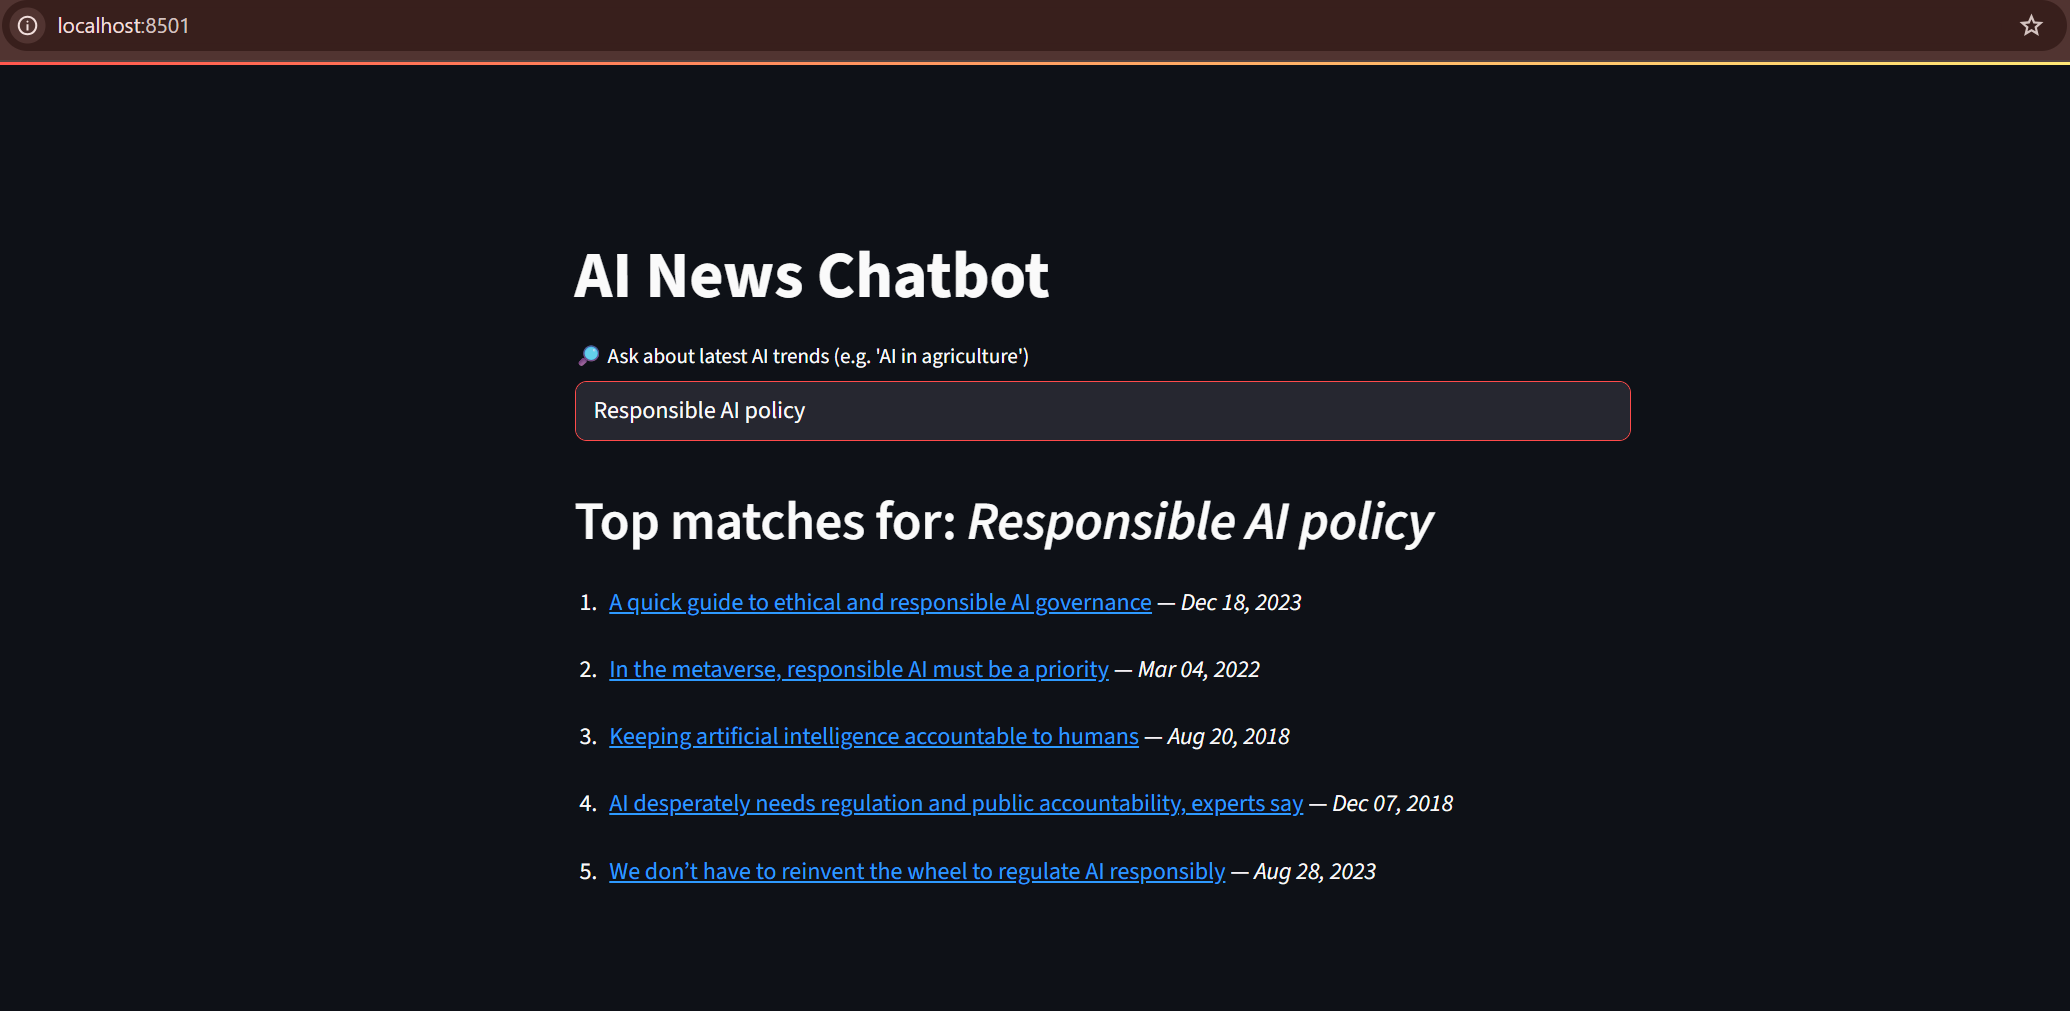 localhost:8501
AI News Chatbot
🔎 Ask about latest AI trends (e.g. 'AI in agriculture')
Responsible AI policy
Top matches for: Responsible AI policy
1. A quick guide to ethical and responsible AI governance — Dec 18, 2023
2. In the metaverse, responsible AI must be a priority — Mar 04, 2022
3. Keeping artificial intelligence accountable to humans — Aug 20, 2018
4. AI desperately needs regulation and public accountability, experts say — Dec 07, 2018
5. We don’t have to reinvent the wheel to regulate AI responsibly — Aug 28, 2023